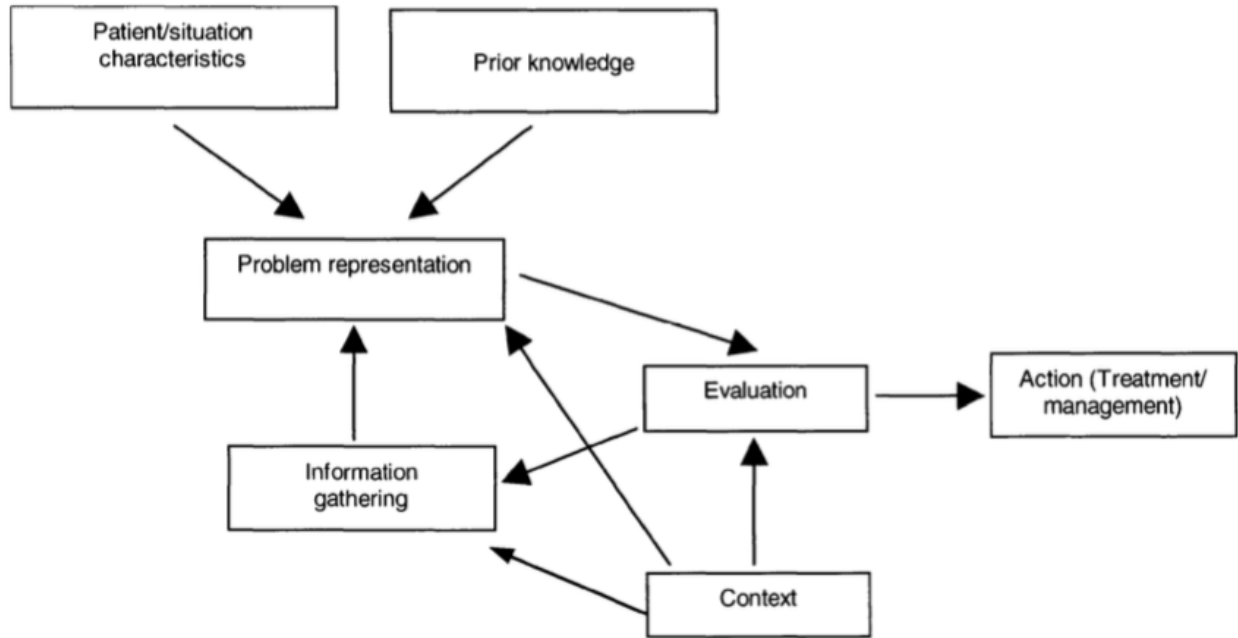 Patient/situation
characteristics
Prior knowledge
Problem representation
Evaluation
Action (Treatment/
management)
Information
gathering
Context